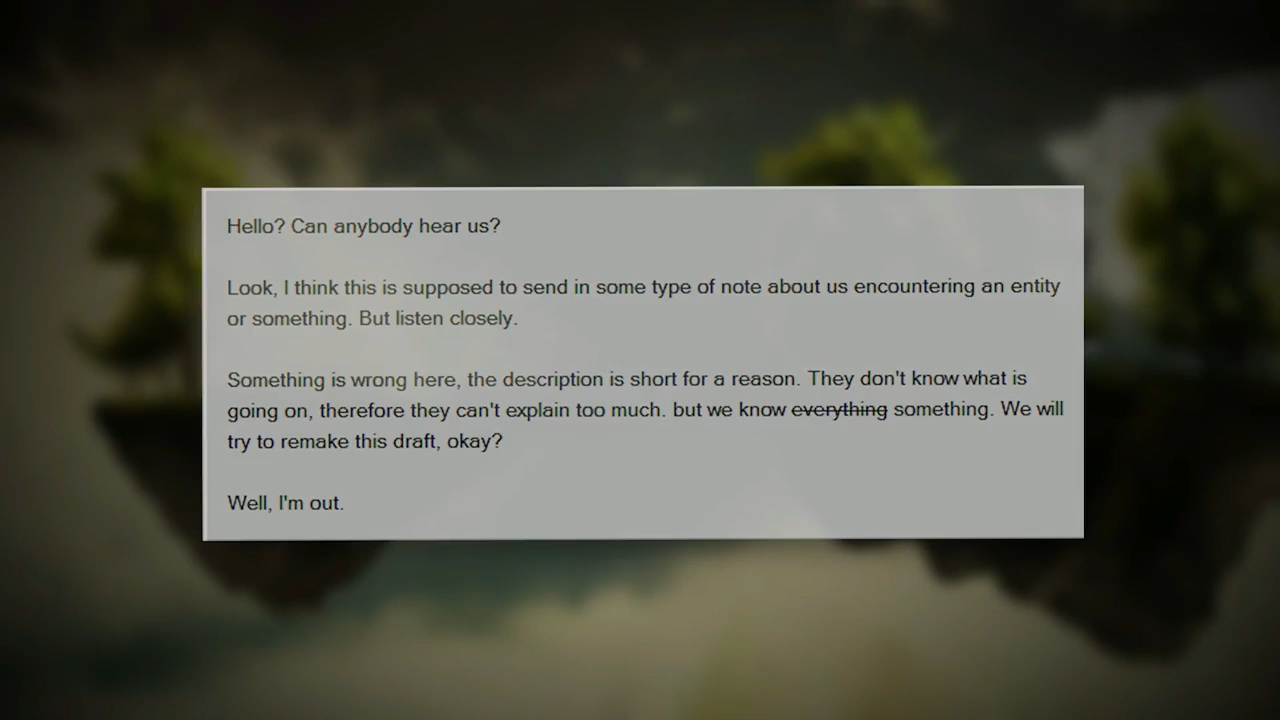 Hello? Can anybody hear us?
Look, I think this is supposed to send in some type of note about us encountering an entity
or something. But listen closely.
Something is wrong here, the description is short for a reason. They don't know what is
going on, therefore they can't explain too much. but we know everything something. We will
try to remake this draft, okay?
Well, I'm out.